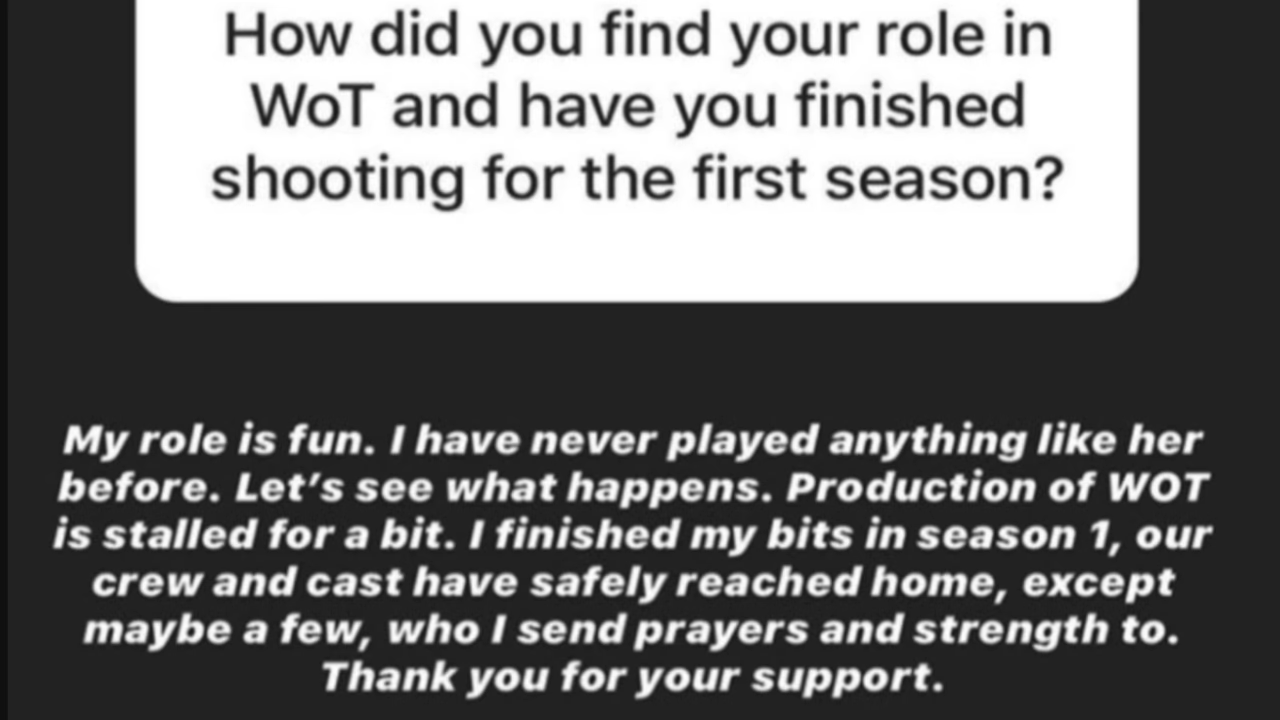 How did you find your role in
WoT and have you finished
shooting for the first season?
My role is fun. I have never played anything like her
before. Let’s see what happens. Production of WOT
is stalled for a bit. I finished my bits in season 1, our
crew and cast have safely reached home, except
maybe a few, who I send prayers and strength to.
Thank you for your support.